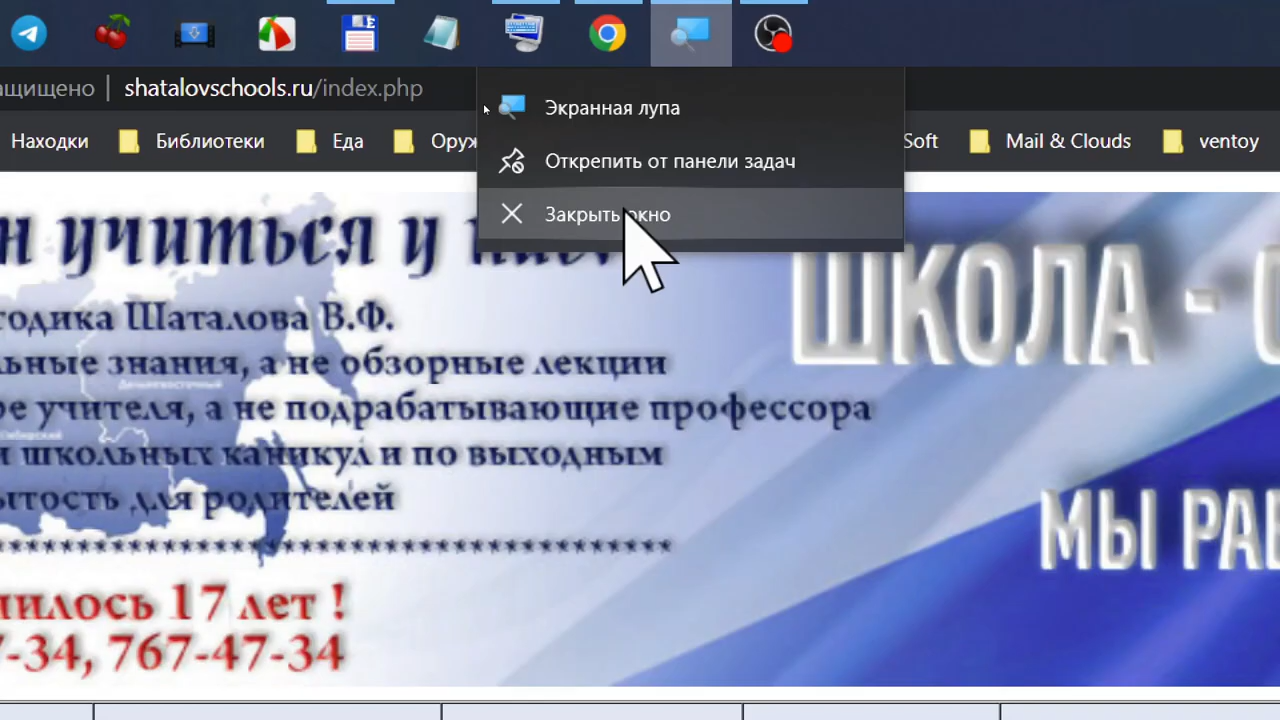 ащищено | shatalovschools.ru/index.php
Находки Библиотеки Еда Оруж Soft Mail & Clouds ventoy
Экранная лупа
Открепить от панели задач
Закрыть окно
н учиться у нас!
ШКОЛА - С
тодика Шаталова В.Ф.
льные знания, а не обзорные лекции
ре учителя, а не подрабатывающие профессора
и школьных каникул и по выходным
ытость для родителей
МЫ РАБ
*************************************************
нилось 17 лет !
7-34, 767-47-34